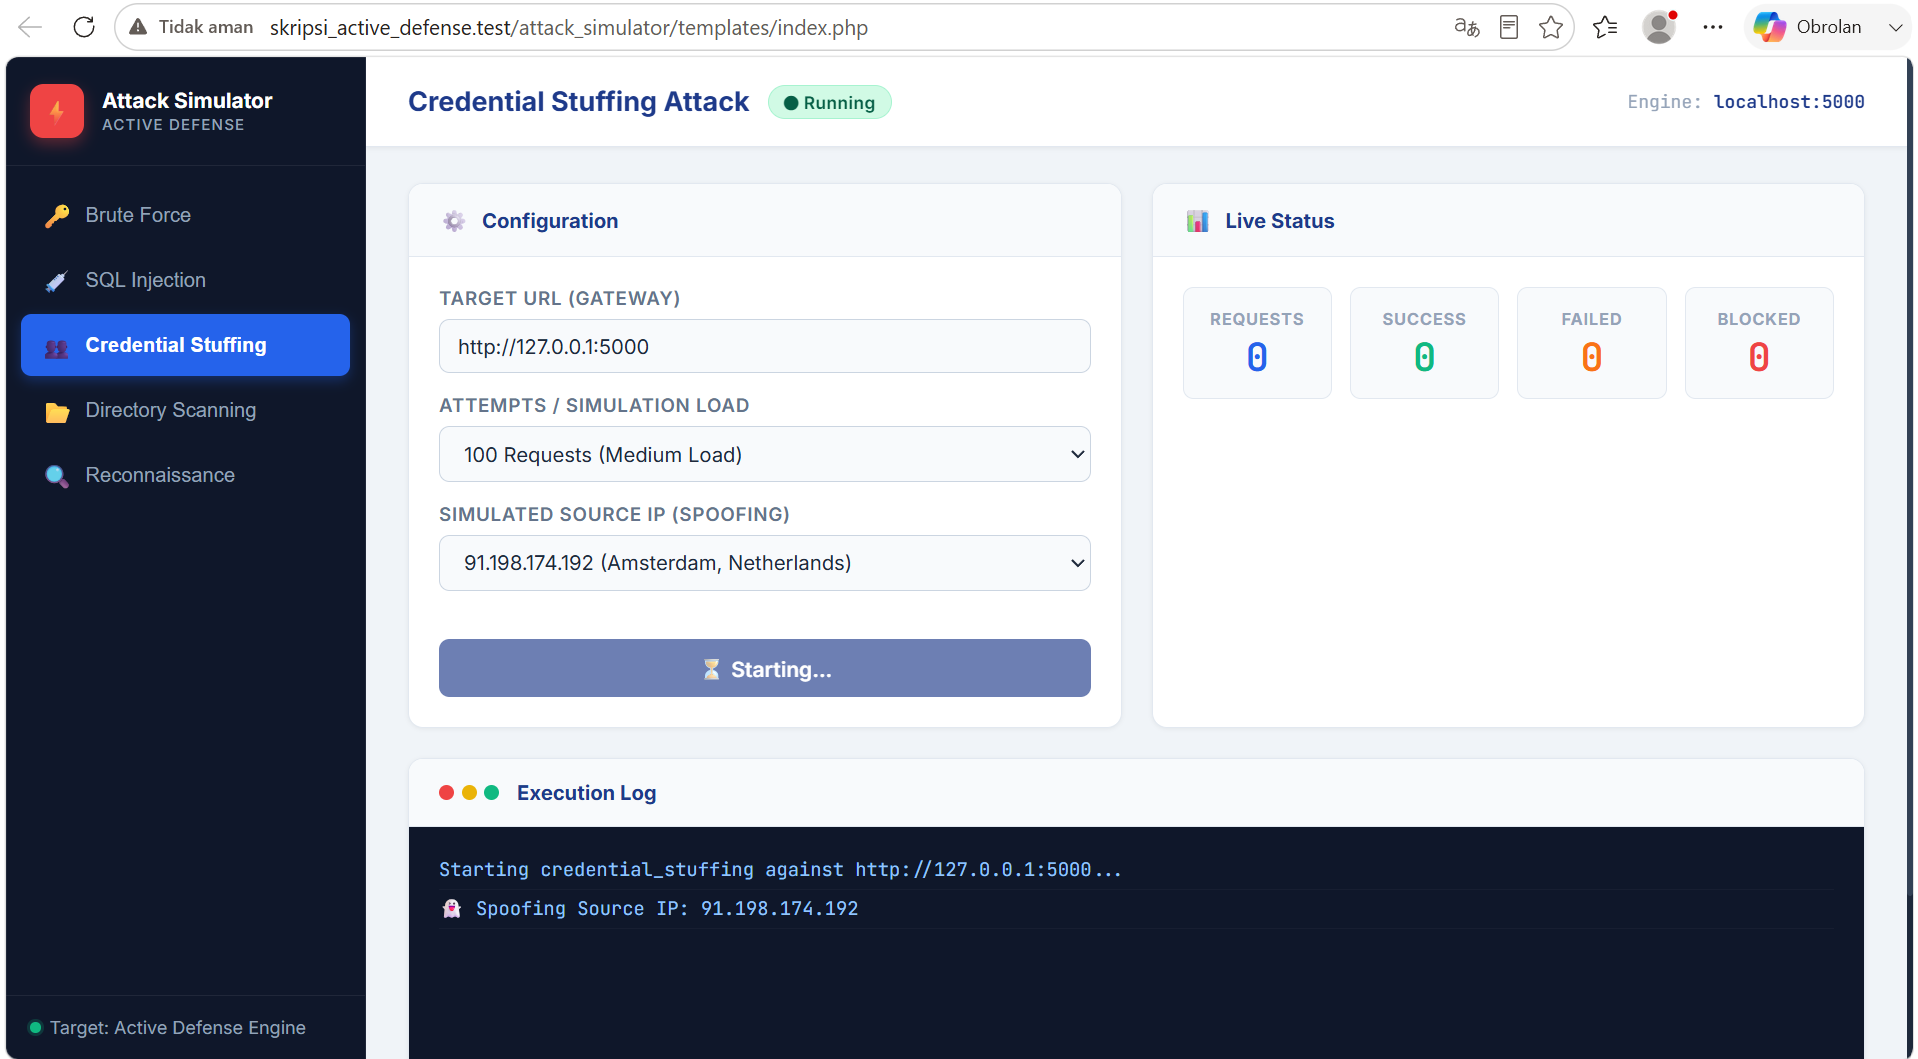 Tidak aman
skripsi_active_defense.test/attack_simulator/templates/index.php
Obrolan
Attack Simulator
ACTIVE DEFENSE
Brute Force
SQL Injection
Credential Stuffing
Directory Scanning
Reconnaissance
Target: Active Defense Engine
Credential Stuffing Attack
Running
Engine: localhost:5000
Configuration
TARGET URL (GATEWAY)
http://127.0.0.1:5000
ATTEMPTS / SIMULATION LOAD
100 Requests (Medium Load)
SIMULATED SOURCE IP (SPOOFING)
91.198.174.192 (Amsterdam, Netherlands)
Starting...
Live Status
REQUESTS
0
SUCCESS
0
FAILED
0
BLOCKED
0
Execution Log
Starting credential_stuffing against http://127.0.0.1:5000...
Spoofing Source IP: 91.198.174.192